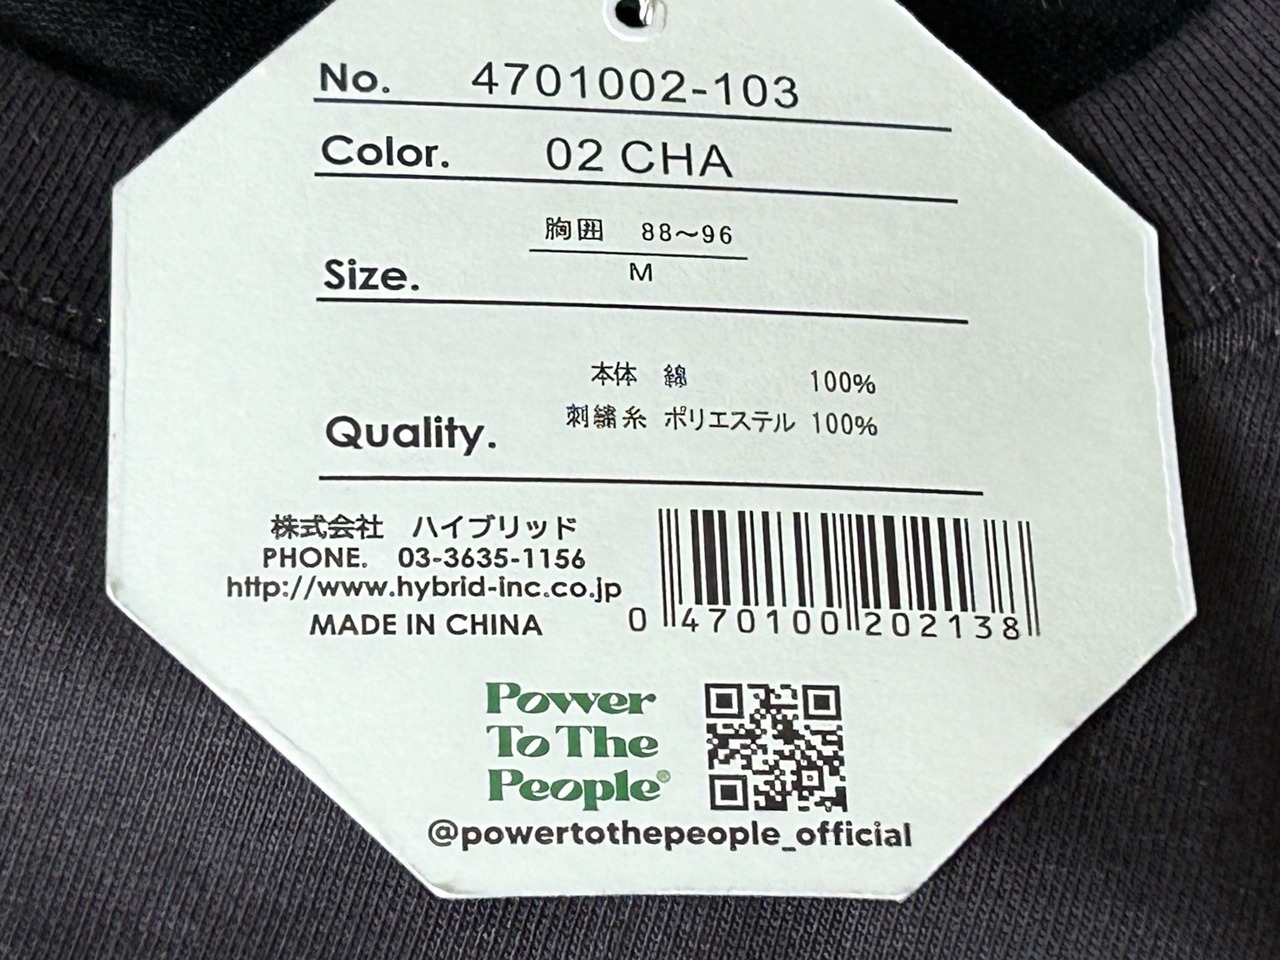 No. 4701002-103
Color. 02 CHA
胸囲 88〜96
Size. M
本体 綿 100%
刺繍糸 ポリエステル 100%
Quality.
株式会社 ハイブリッド
PHONE. 03-3635-1156
http://www.hybrid-inc.co.jp
MADE IN CHINA
0 470100 202138
Power
To The
People®
@powertothepeople_official